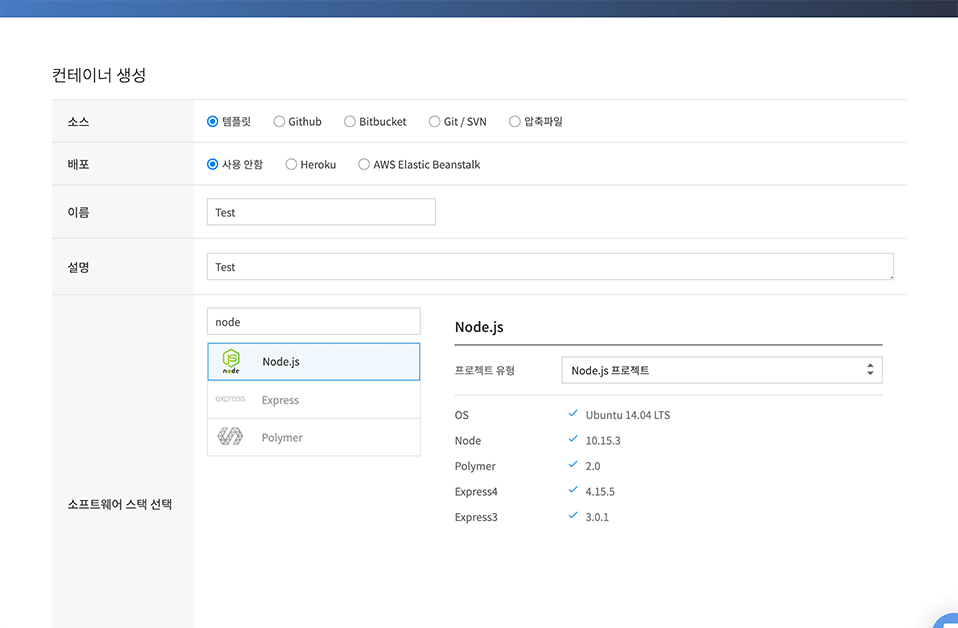 컨테이너 생성
소스
템플릿 Github Bitbucket Git / SVN 압축파일
배포
사용 안함 Heroku AWS Elastic Beanstalk
이름
Test
설명
Test
소프트웨어 스택 선택
node
node Node.js
express Express
Polymer
Node.js
프로젝트 유형 Node.js 프로젝트
OS Ubuntu 14.04 LTS
Node 10.15.3
Polymer 2.0
Express4 4.15.5
Express3 3.0.1